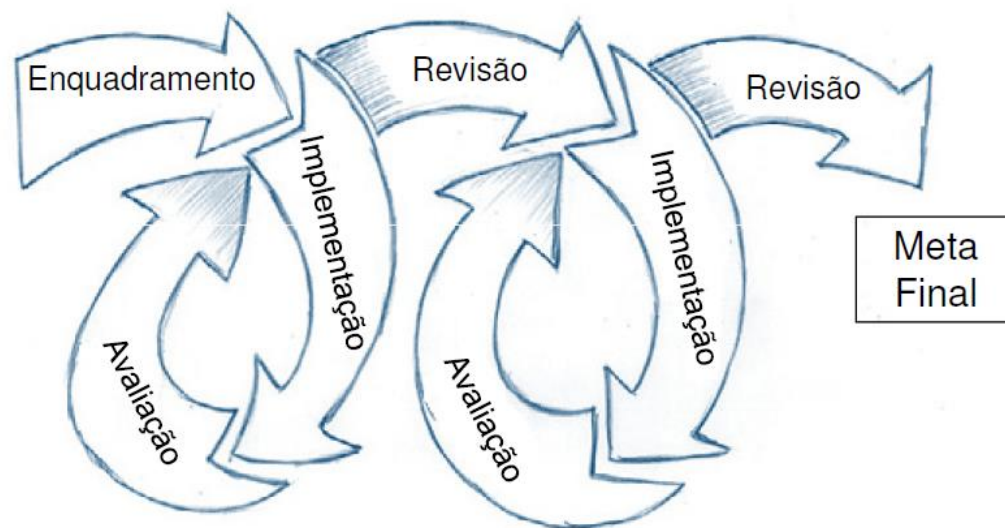 Enquadramento
Revisão
Revisão
Implementação
Implementação
Avaliação
Avaliação
Meta
Final